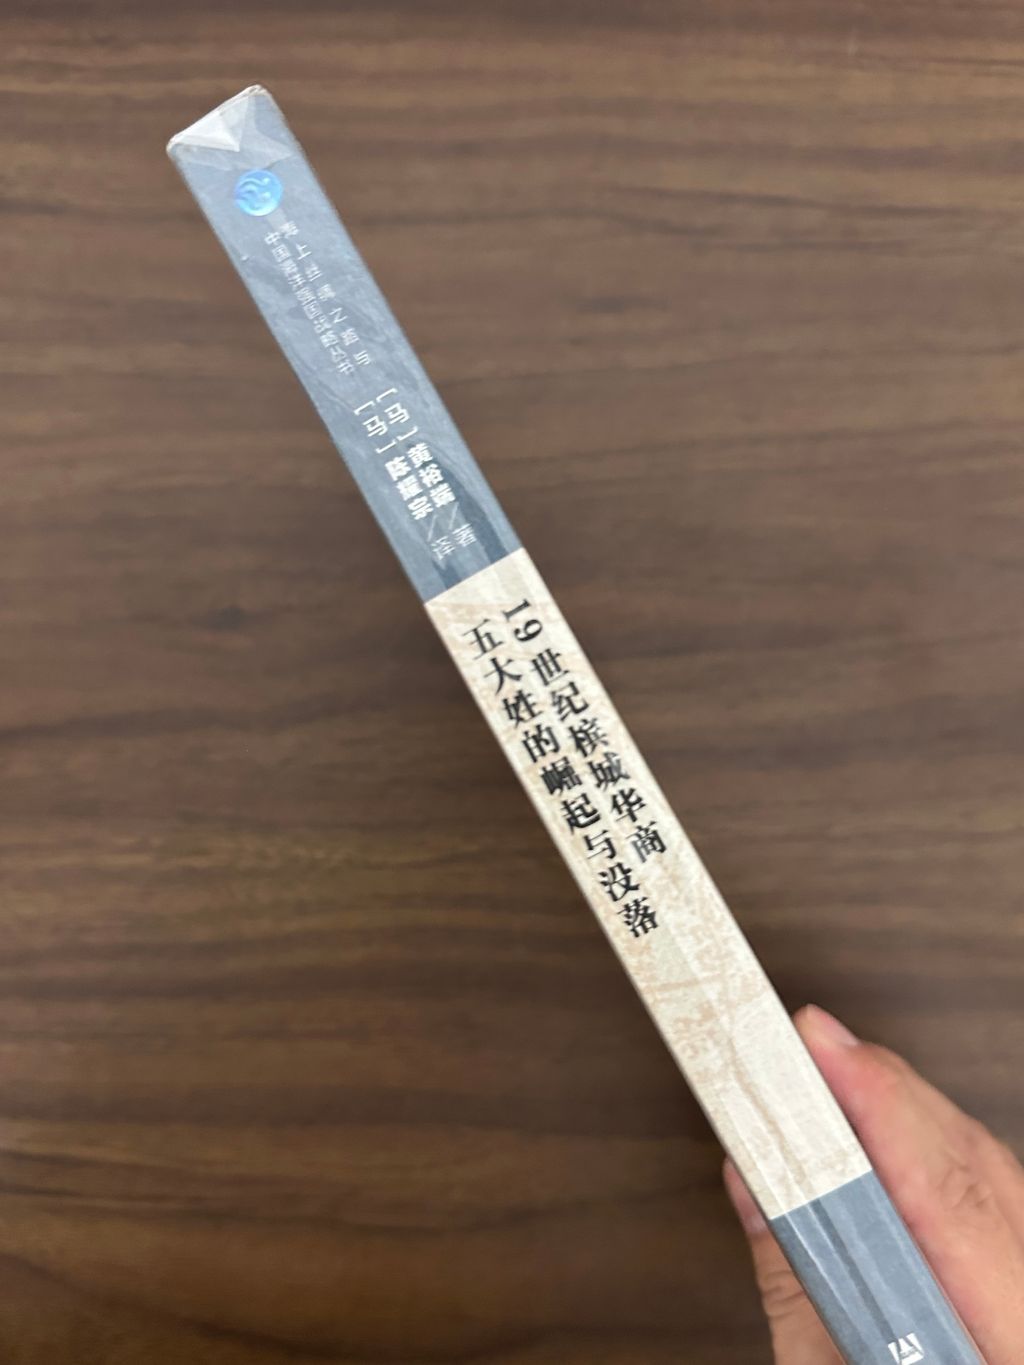 海上丝绸之路与
中国海洋强国战略丛书
[马]黄裕端 著
[马]陈耀宗 译
19世纪槟城华商
五大姓的崛起与没落